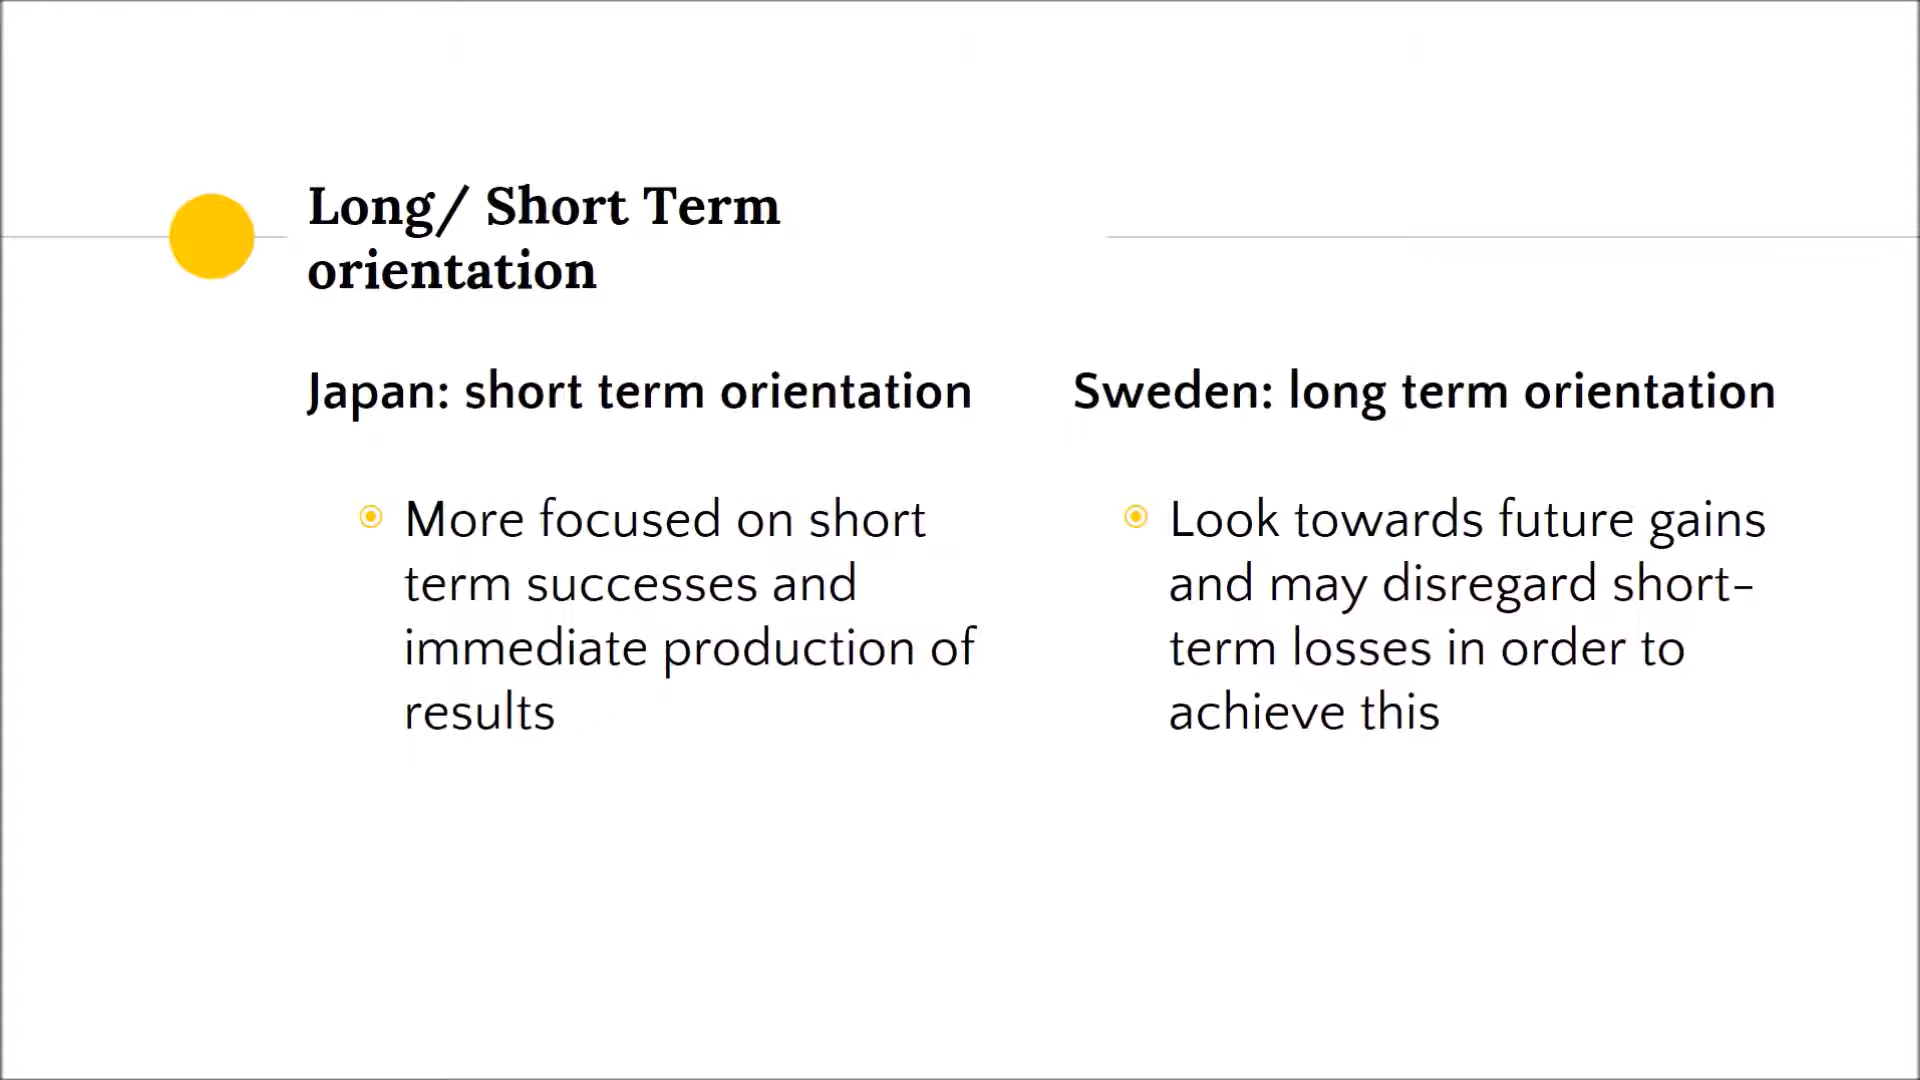 Long/ Short Term
orientation
Japan: short term orientation
More focused on short
term successes and
immediate production of
results
Sweden: long term orientation
Look towards future gains
and may disregard short-
term losses in order to
achieve this